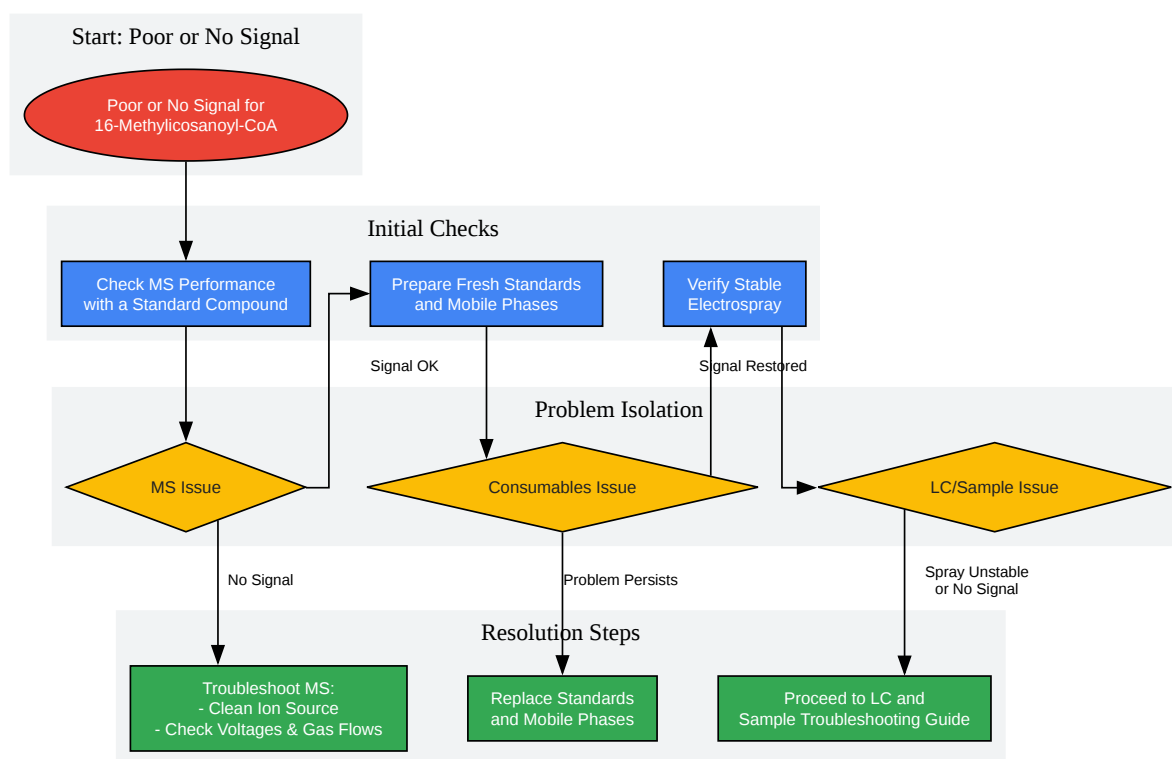 Start: Poor or No Signal
Poor or No Signal for
16-Methylicosanoyl-CoA
Initial Checks
Check MS Performance
with a Standard Compound
Prepare Fresh Standards
and Mobile Phases
Verify Stable
Electrospray
Signal OK
Signal Restored
Problem Isolation
MS Issue
Consumables Issue
LC/Sample Issue
No Signal
Problem Persists
Spray Unstable
or No Signal
Resolution Steps
Troubleshoot MS:
- Clean Ion Source
- Check Voltages & Gas Flows
Replace Standards
and Mobile Phases
Proceed to LC and
Sample Troubleshooting Guide